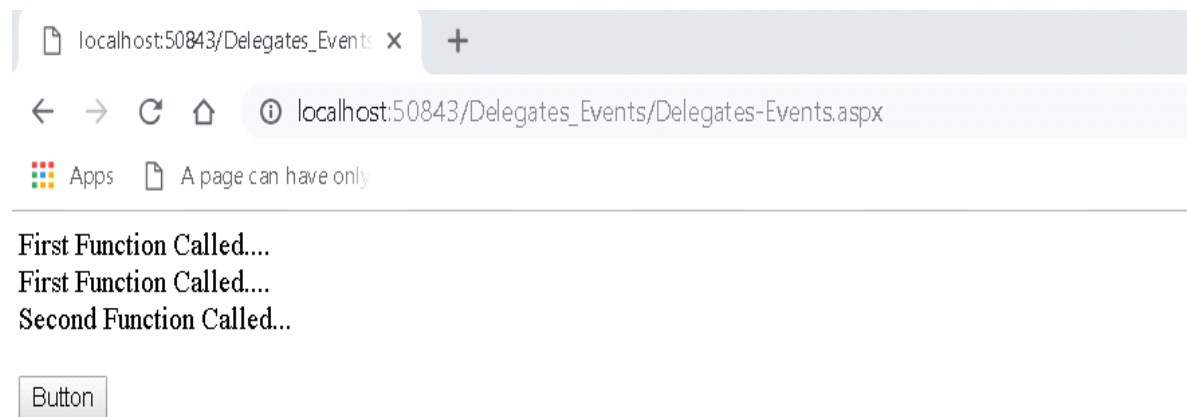 localhost:50843/Delegates_Events
localhost:50843/Delegates_Events/Delegates-Events.aspx
Apps A page can have only
First Function Called....
First Function Called....
Second Function Called...
Button